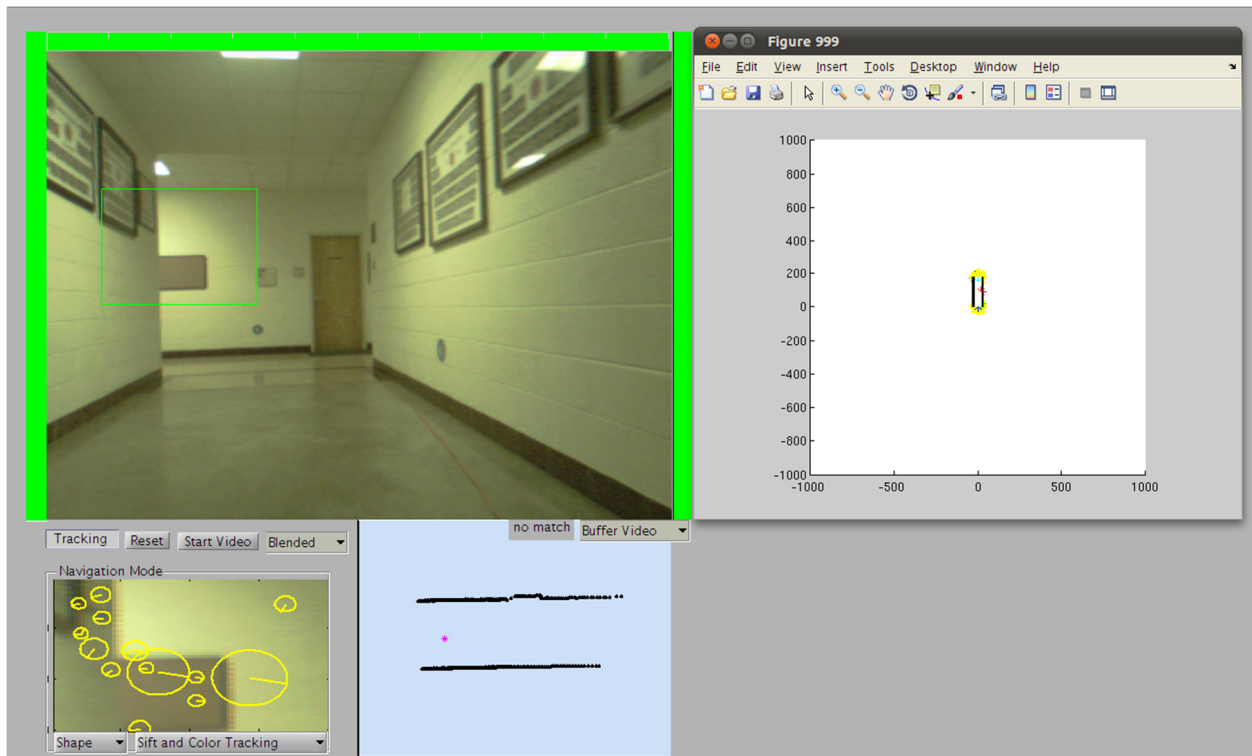 Figure 999
File Edit View Insert Tools Desktop Window Help
1000
800
600
400
200
0
-200
-400
-600
-800
-1000
-1000 -500 0 500 1000
no match Buffer Video
Tracking Reset Start Video Blended
Navigation Mode
Shape Sift and Color Tracking